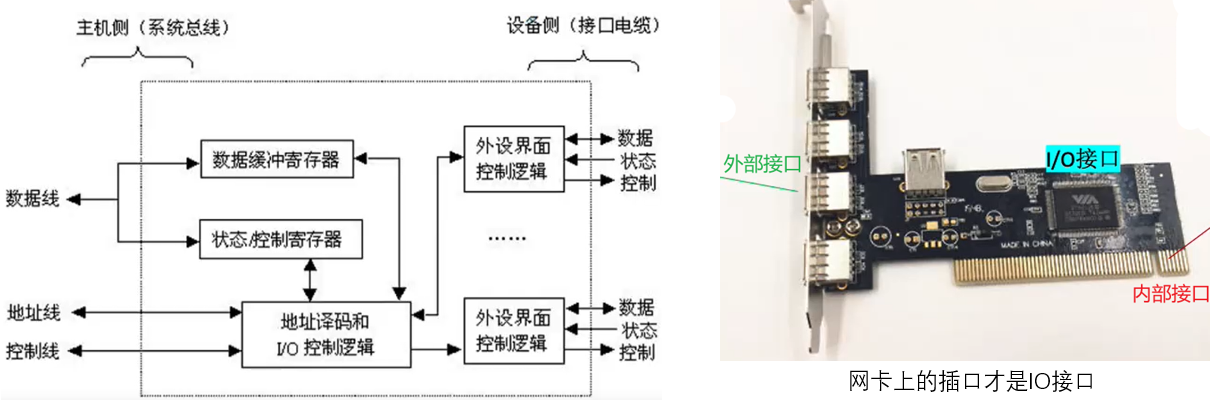 主机侧（系统总线）
设备侧（接口电缆）
数据缓冲寄存器
外设界面
控制逻辑
数据
状态
控制
数据线
状态/控制寄存器
……
地址线
控制线
地址译码和
I/O 控制逻辑
外设界面
控制逻辑
数据
状态
控制
外部接口
I/O接口
VIA
MADE IN CHINA
内部接口
网卡上的插口才是IO接口